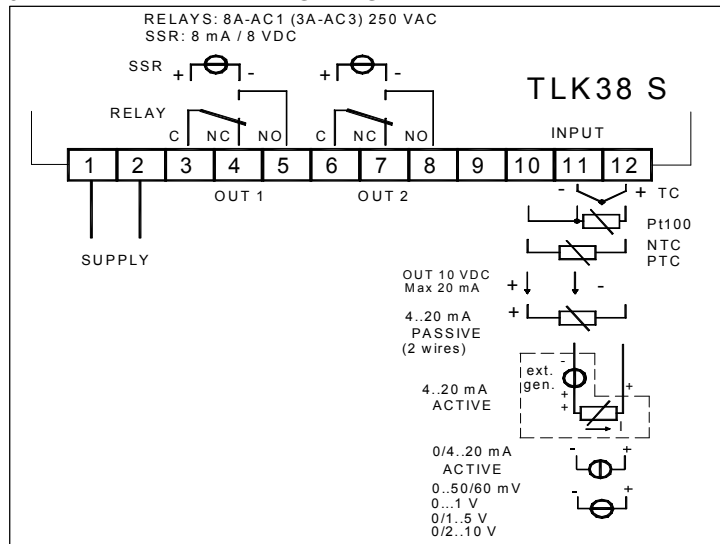 RELAYS: 8A-AC1 (3A-AC3) 250 VAC
SSR: 8 mA / 8 VDC
SSR + - + -
TLK38 S
RELAY
C NC NO C NC NO INPUT
1 2 3 4 5 6 7 8 9 10 11 12
OUT 1 OUT 2
- + TC
Pt100
SUPPLY
NTC
PTC
OUT 10 VDC
Max 20 mA
+ -
4..20 mA
PASSIVE
(2 wires)
+
-
ext.
gen.
+
+
+
4..20 mA
ACTIVE
I
0/4..20 mA
ACTIVE
- +
0..50/60 mV
0...1 V
0/1..5 V
0/2..10 V
- +